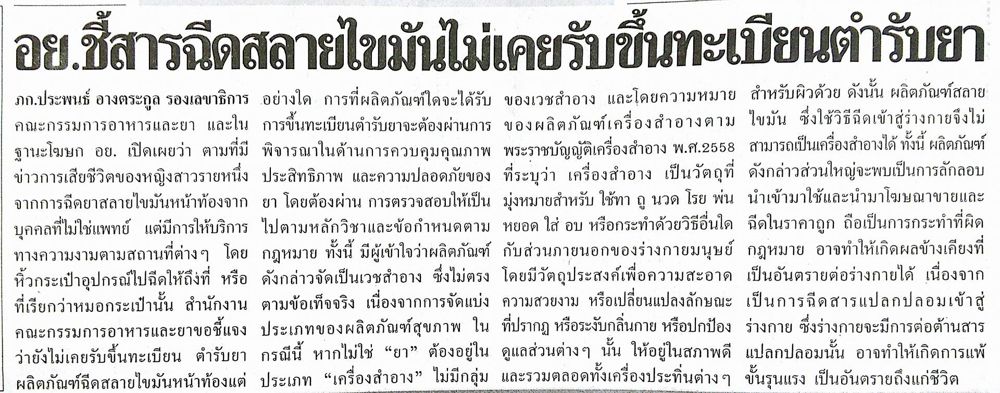 อย.ชี้สารฉีดสลายไขมันไม่เคยรับขึ้นทะเบียนตำรับยา
ภก.ประพนธ์ อางตระกูล รองเลขาธิการ
คณะกรรมการอาหารและยา และใน
ฐานะโฆษก อย. เปิดเผยว่า ตามที่มี
ข่าวการเสียชีวิตของหญิงสาวรายหนึ่ง
จากการฉีดยาสลายไขมันหน้าท้องจาก
บุคคลที่ไม่ใช่แพทย์ แต่มีการให้บริการ
ทางความงามตามสถานที่ต่างๆ โดย
หิ้วกระเป๋าอุปกรณ์ไปฉีดให้ถึงที่ หรือ
ที่เรียกว่าหมอกระเป๋านั้น สำนักงาน
คณะกรรมการอาหารและยาขอชี้แจง
ว่ายังไม่เคยรับขึ้นทะเบียน ตำรับยา
ผลิตภัณฑ์ฉีดสลายไขมันหน้าท้องแต่
อย่างใด การที่ผลิตภัณฑ์ใดจะได้รับ
การขึ้นทะเบียนตำรับยาจะต้องผ่านการ
พิจารณาในด้านการควบคุมคุณภาพ
ประสิทธิภาพ และความปลอดภัยของ
ยา โดยต้องผ่าน การตรวจสอบให้เป็น
ไปตามหลักวิชาและข้อกำหนดตาม
กฎหมาย ทั้งนี้ มีผู้เข้าใจว่าผลิตภัณฑ์
ดังกล่าวจัดเป็นเวชสำอาง ซึ่งไม่ตรง
ตามข้อเท็จจริง เนื่องจากการจัดแบ่ง
ประเภทของผลิตภัณฑ์สุขภาพ ใน
กรณีนี้ หากไม่ใช่ “ยา” ต้องอยู่ใน
ประเภท “เครื่องสำอาง” ไม่มีกลุ่ม
ของเวชสำอาง และโดยความหมาย
ของผลิตภัณฑ์เครื่องสำอางตาม
พระราชบัญญัติเครื่องสำอาง พ.ศ.2558
ที่ระบุว่า เครื่องสำอาง เป็นวัตถุที่
มุ่งหมายสำหรับ ใช้ทา ถู นวด โรย พ่น
หยอด ใส่ อบ หรือกระทำด้วยวิธีอื่นใด
กับส่วนภายนอกของร่างกายมนุษย์
โดยมีวัตถุประสงค์เพื่อความสะอาด
ความสวยงาม หรือเปลี่ยนแปลงลักษณะ
ที่ปรากฏ หรือระงับกลิ่นกาย หรือปกป้อง
ดูแลส่วนต่างๆ นั้น ให้อยู่ในสภาพดี
และรวมตลอดทั้งเครื่องประทิ่นต่างๆ
สำหรับผิวด้วย ดังนั้น ผลิตภัณฑ์สลาย
ไขมัน ซึ่งใช้วิธีฉีดเข้าสู่ร่างกายจึงไม่
สามารถเป็นเครื่องสำอางได้ ทั้งนี้ ผลิตภัณฑ์
ดังกล่าวส่วนใหญ่จะพบเป็นการลักลอบ
นำเข้ามาใช้และนำมาโฆษณาขายและ
ฉีดในราคาถูก ถือเป็นการกระทำที่ผิด
กฎหมาย อาจทำให้เกิดผลข้างเคียงที่
เป็นอันตรายต่อร่างกายได้ เนื่องจาก
เป็นการฉีดสารแปลกปลอมเข้าสู่
ร่างกาย ซึ่งร่างกายจะมีการต่อต้านสาร
แปลกปลอมนั้น อาจทำให้เกิดการแพ้
ขั้นรุนแรง เป็นอันตรายถึงแก่ชีวิต